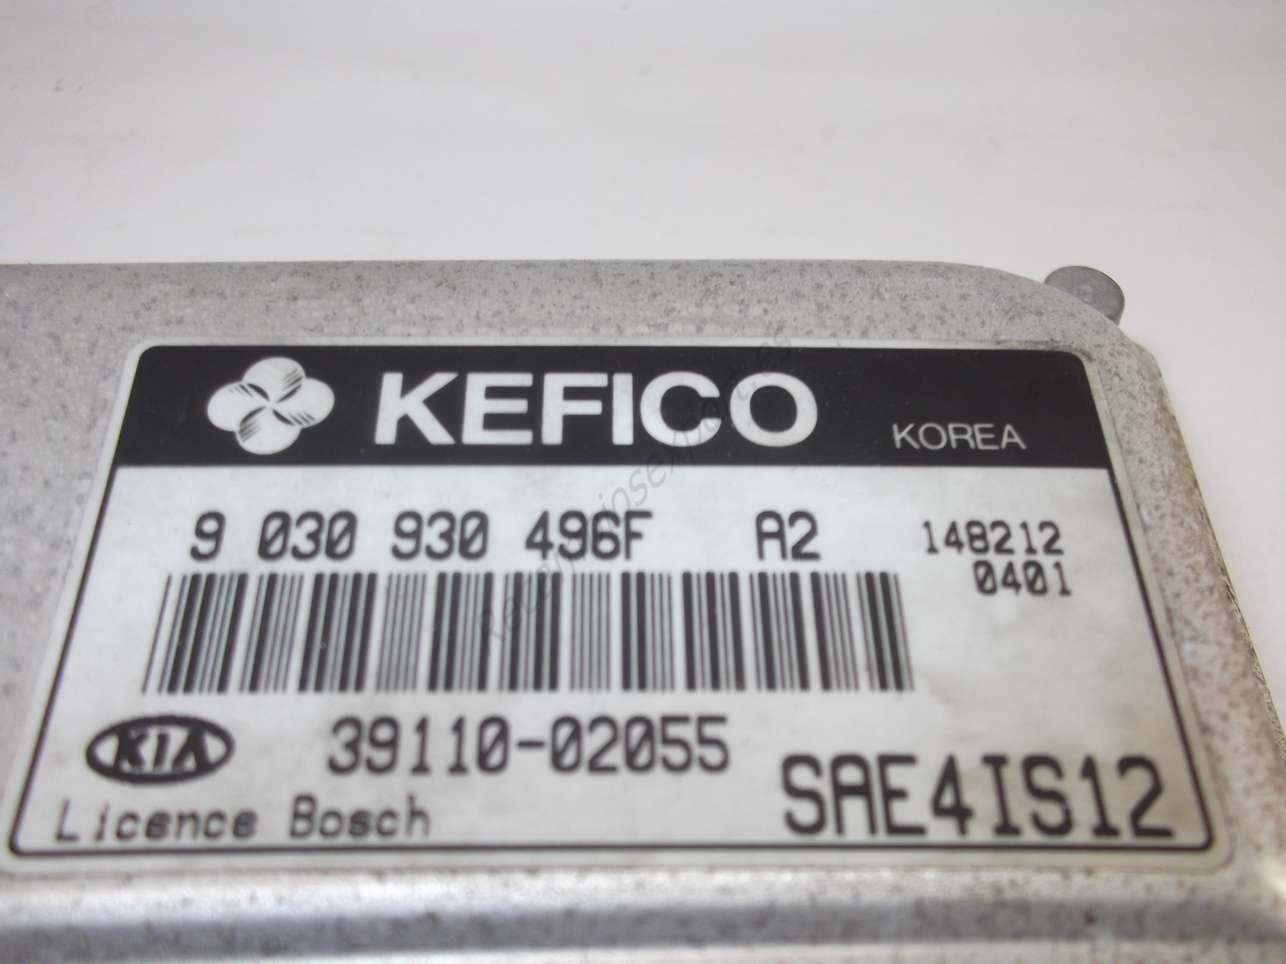 KEFICO KOREA
9 030 930 496F A2 148212
0401
KIA 39110-02055
SAE4IS12
Licence Bosch